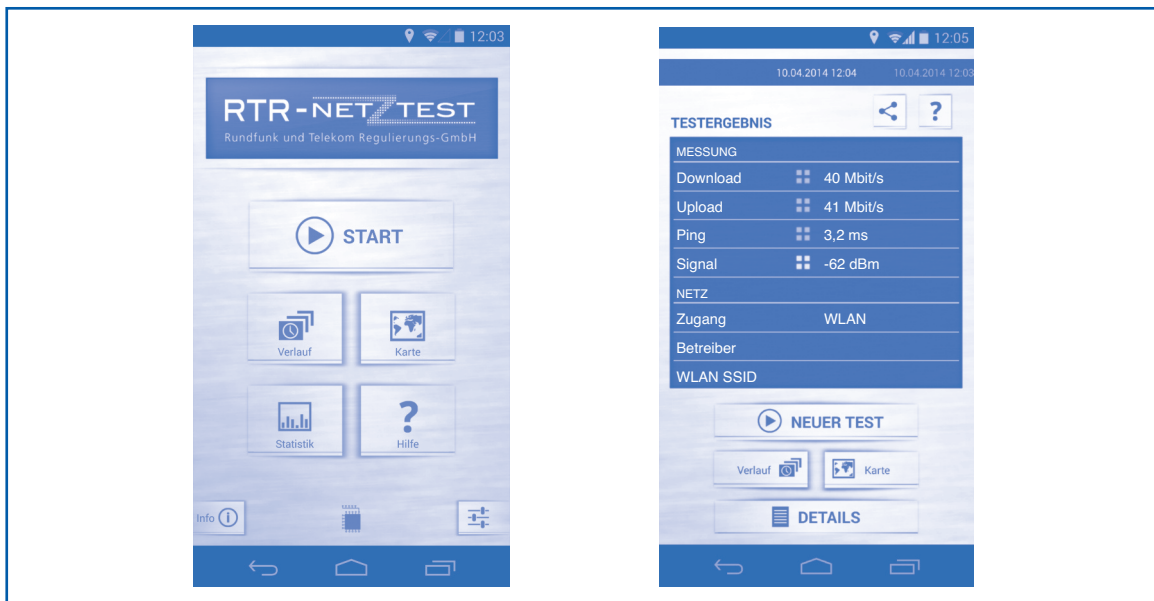 12:03
RTR-NETZTEST
Rundfunk und Telekom Regulierungs-GmbH
START
Verlauf
Karte
Statistik
?
Hilfe
Info i
12:05
10.04.2014 12:04 10.04.2014 12:03
TESTERGEBNIS ?
MESSUNG
Download 40 Mbit/s
Upload 41 Mbit/s
Ping 3,2 ms
Signal -62 dBm
NETZ
Zugang WLAN
Betreiber
WLAN SSID
NEUER TEST
Verlauf Karte
DETAILS